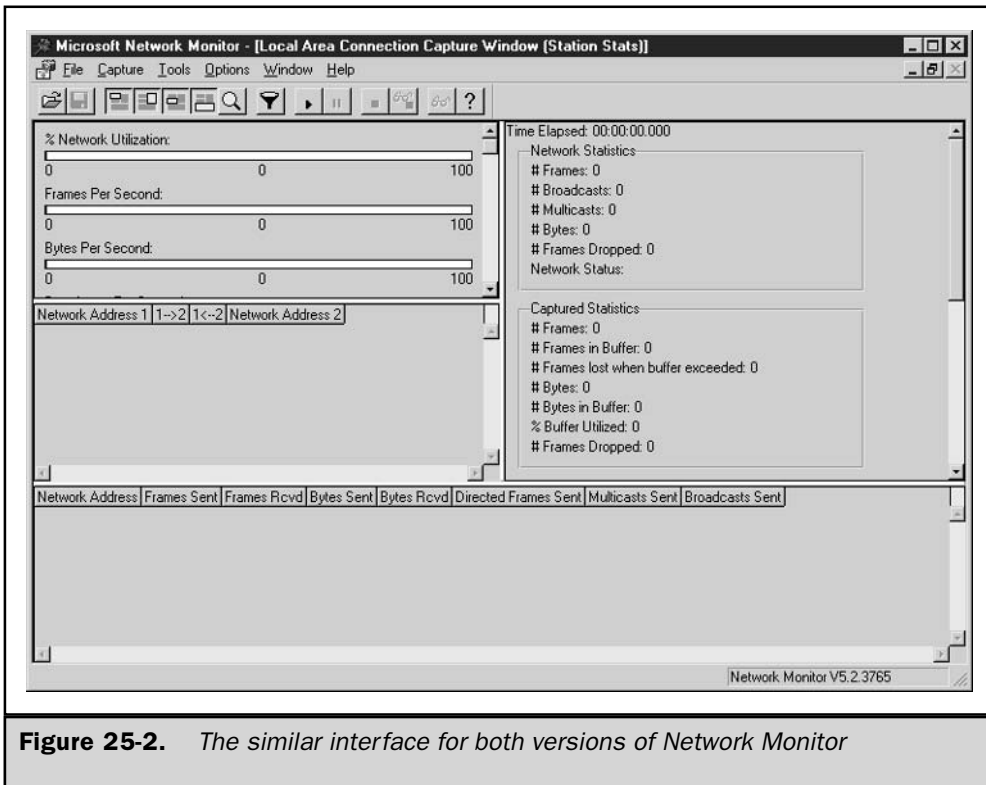 Microsoft Network Monitor - [Local Area Connection Capture Window (Station Stats)]
File Capture Tools Options Window Help
% Network Utilization:
0 0 100
Frames Per Second:
0 0 100
Bytes Per Second:
0 0 100
Time Elapsed: 00:00:00.000
Network Statistics
# Frames: 0
# Broadcasts: 0
# Multicasts: 0
# Bytes: 0
# Frames Dropped: 0
Network Status:
Captured Statistics
# Frames: 0
# Frames in Buffer: 0
# Frames lost when buffer exceeded: 0
# Bytes: 0
# Bytes in Buffer: 0
% Buffer Utilized: 0
# Frames Dropped: 0
Network Address 1 1-->2 1<--2 Network Address 2
Network Address Frames Sent Frames Rcvd Bytes Sent Bytes Rcvd Directed Frames Sent Multicasts Sent Broadcasts Sent
Network Monitor V5.2.3765
Figure 25-2. The similar interface for both versions of Network Monitor